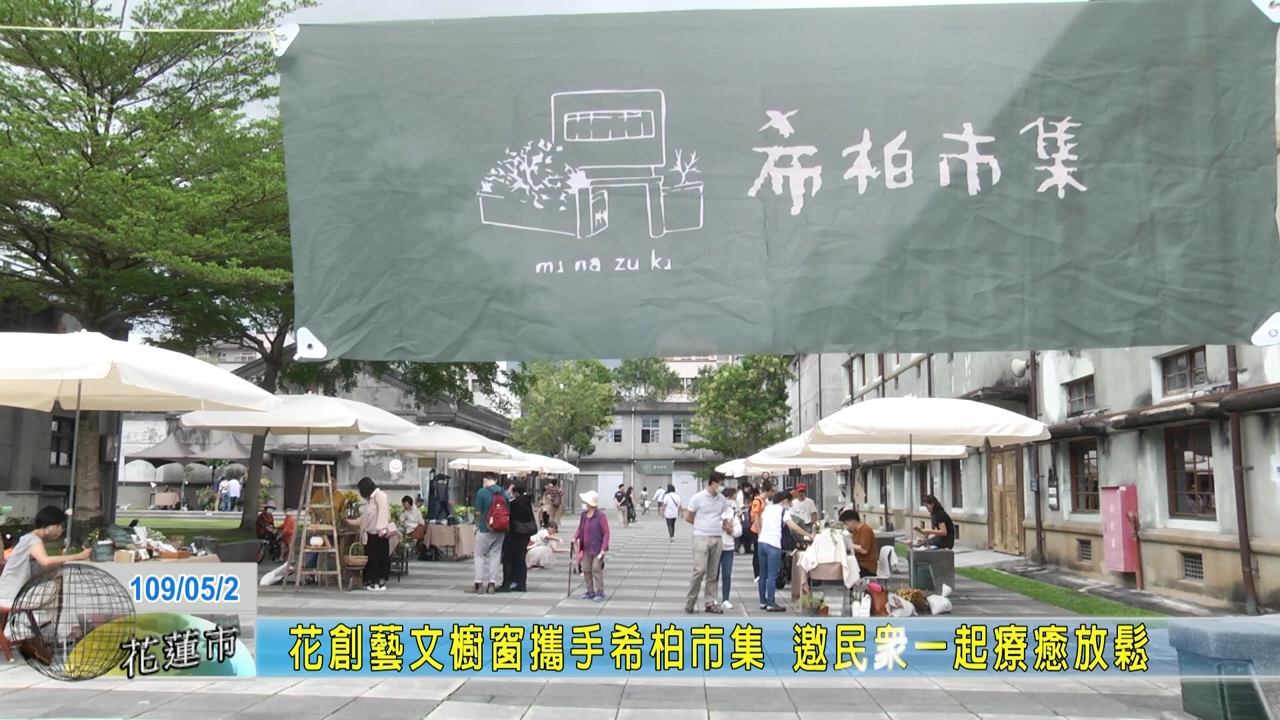 希柏市集
mi na zu ki
109/05/2
花蓮市
花創藝文櫥窗攜手希柏市集 邀民衆一起療癒放鬆